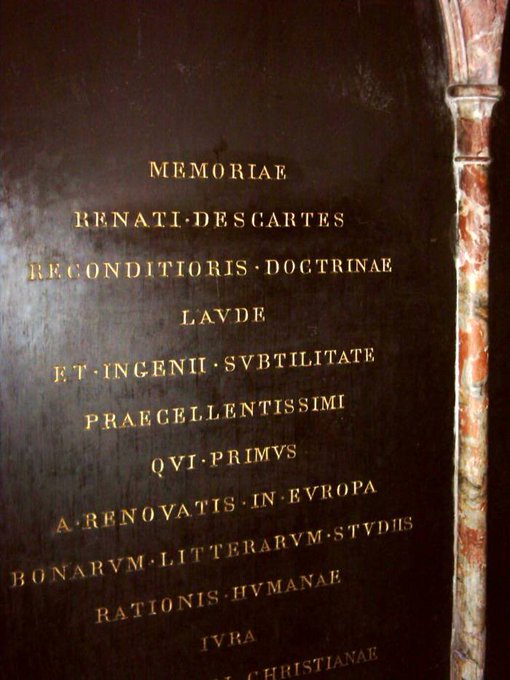 MEMORIAE
RENATI·DESCARTES
RECONDITIORIS·DOCTRINAE
LAVDE
ET·INGENII·SVBTILITATE
PRAECELLENTISSIMI
QVI·PRIMVS
A·RENOVATIS·IN·EVROPA
BONARVM·LITTERARVM·STVDIIS
RATIONIS·HVMANAE
IVRA
CHRISTIANAE